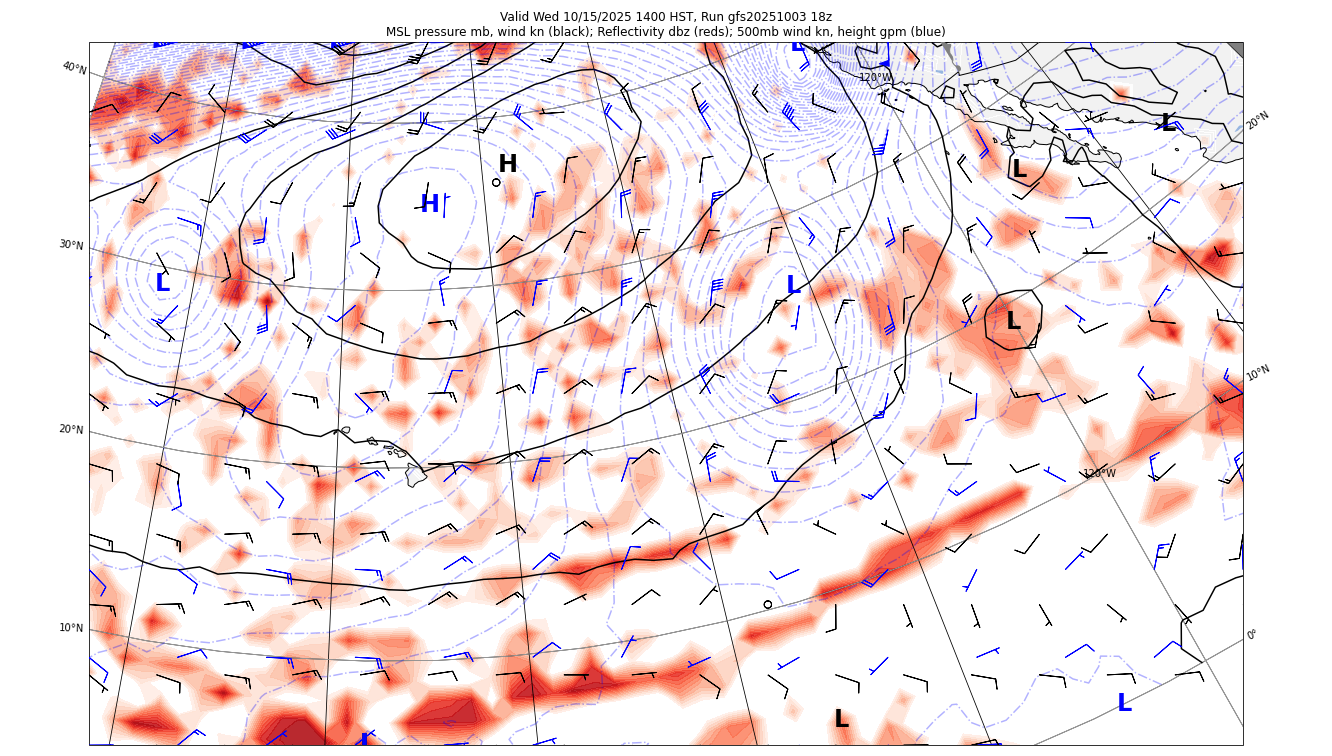 Valid Wed 10/15/2025 1400 HST, Run gfs20251003 18z
MSL pressure mb, wind kn (black); Reflectivity dbz (reds); 500mb wind kn, height gpm (blue)
L
40°N
120°W
20°N
L
H
L
H
30°N
L
L
L
10°N
20°N
120°W
10°N
0°
L
L
L